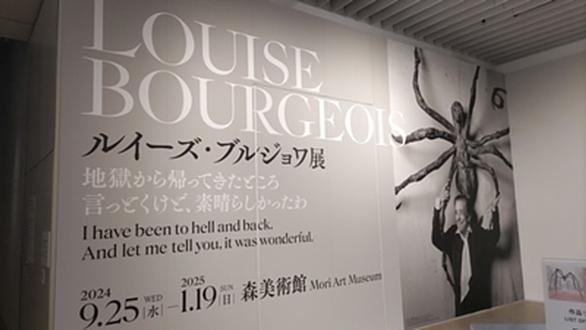 LOUISE
BOURGEOIS
ルイーズ・ブルジョワ展
地獄から帰ってきたところ
言っとくけど、素晴らしかったわ
I have been to hell and back.
And let me tell you, it was wonderful.
2024 9.25 WED [水] — 2025 1.19 SUN [日] 森美術館 Mori Art Museum